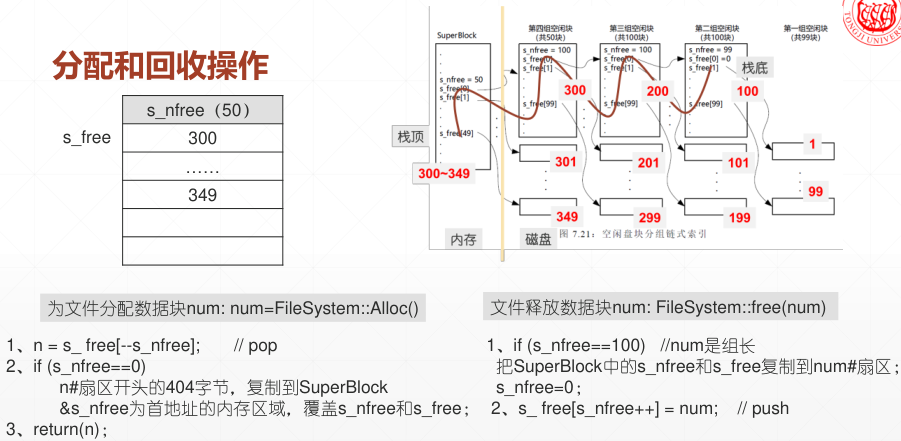 分配和回收操作
s_nfree（50）
s_free
300
……
349
SuperBlock
s_nfree = 50
s_free[0]
s_free[1]
s_free[49]
栈顶
300~349
内存
第四组空闲块
（共50块）
s_nfree = 100
s_free[0]
s_free[1]
s_free[99]
300
301
349
磁盘
第三组空闲块
（共100块）
s_nfree = 100
s_free[0]
s_free[1]
s_free[99]
200
201
299
第二组空闲块
（共100块）
s_nfree = 99
s_free[0] =0
s_free[1]
s_free[99]
栈底
100
101
199
第一组空闲块
（共99块）
1
99
图 7.21: 空闲盘块分组链式索引
TONGJI UNIVER
为文件分配数据块num: num=FileSystem::Alloc()
1、n = s_ free[--s_nfree]; // pop
2、if (s_nfree==0)
n#扇区开头的404字节，复制到SuperBlock
&s_nfree为首地址的内存区域，覆盖s_nfree和s_free；
3、return(n)；
文件释放数据块num: FileSystem::free(num)
1、if (s_nfree==100) //num是组长
把SuperBlock中的s_nfree和s_free复制到num#扇区；
s_nfree=0；
2、s_ free[s_nfree++] = num; // push